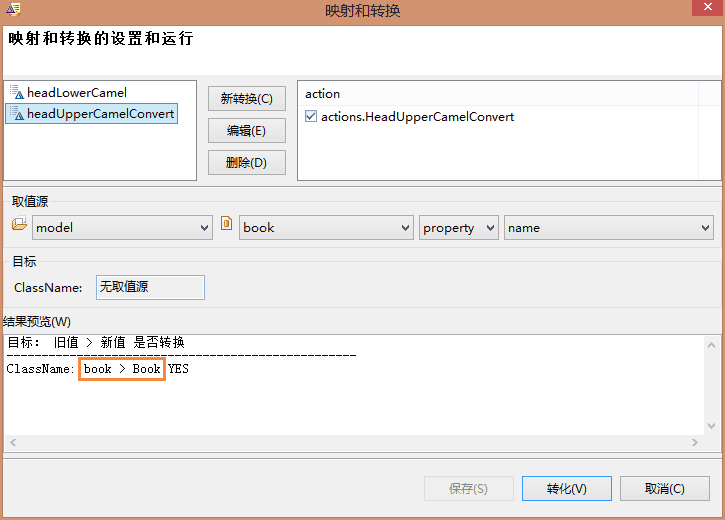 映射和转换
映射和转换的设置和运行
headLowerCamel
headUpperCamelConvert
新转换(C)
编辑(E)
删除(D)
action
actions.HeadUpperCamelConvert
取值源
model
book
property
name
目标
ClassName:
无取值源
结果预览(W)
目标： 旧值 > 新值 是否转换
--------------------------------------------------
ClassName: book > Book YES
保存(S)
转化(V)
取消(C)